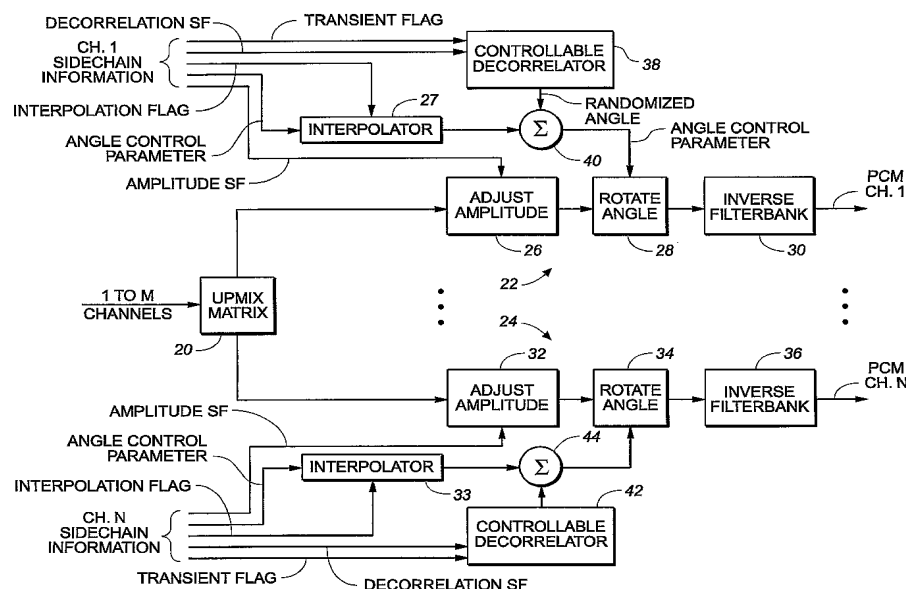 DECORRELATION SF
TRANSIENT FLAG
CH. 1
SIDECHAIN
INFORMATION
INTERPOLATION FLAG
ANGLE CONTROL
PARAMETER
AMPLITUDE SF
CONTROLLABLE
DECORRELATOR
38
27
INTERPOLATOR
RANDOMIZED
ANGLE
Σ
40
ANGLE CONTROL
PARAMETER
ADJUST
AMPLITUDE
26
ROTATE
ANGLE
28
INVERSE
FILTERBANK
30
PCM
CH. 1
22
1 TO M
CHANNELS
UPMIX
MATRIX
20
24
32
ADJUST
AMPLITUDE
34
ROTATE
ANGLE
36
INVERSE
FILTERBANK
PCM
CH. N
AMPLITUDE SF
ANGLE CONTROL
PARAMETER
INTERPOLATION FLAG
INTERPOLATOR
33
44
Σ
42
CH. N
SIDECHAIN
INFORMATION
CONTROLLABLE
DECORRELATOR
TRANSIENT FLAG
DECORRELATION SF